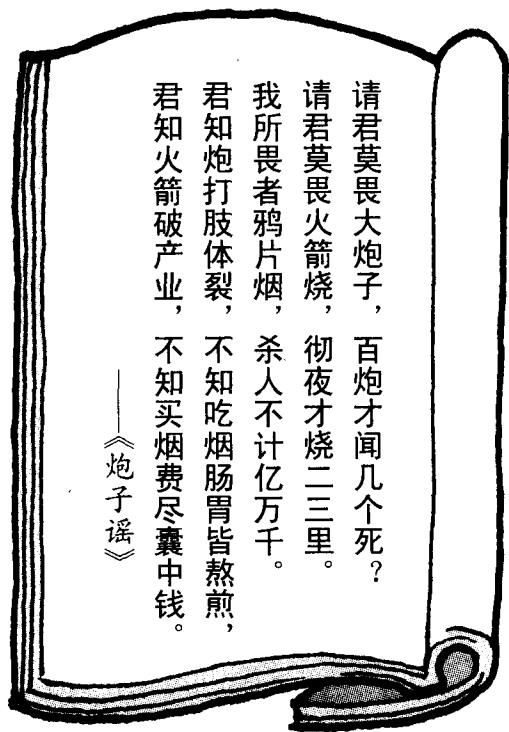 请君莫畏大炮子，百炮才闻几个死？
请君莫畏火箭烧，彻夜才烧二三里。
我所畏者鸦片烟，杀人不计亿万千。
君知炮打肢体裂，不知吃烟肠胃皆熬煎，
君知火箭破产业，不知买烟费尽囊中钱。
——《炮子谣》